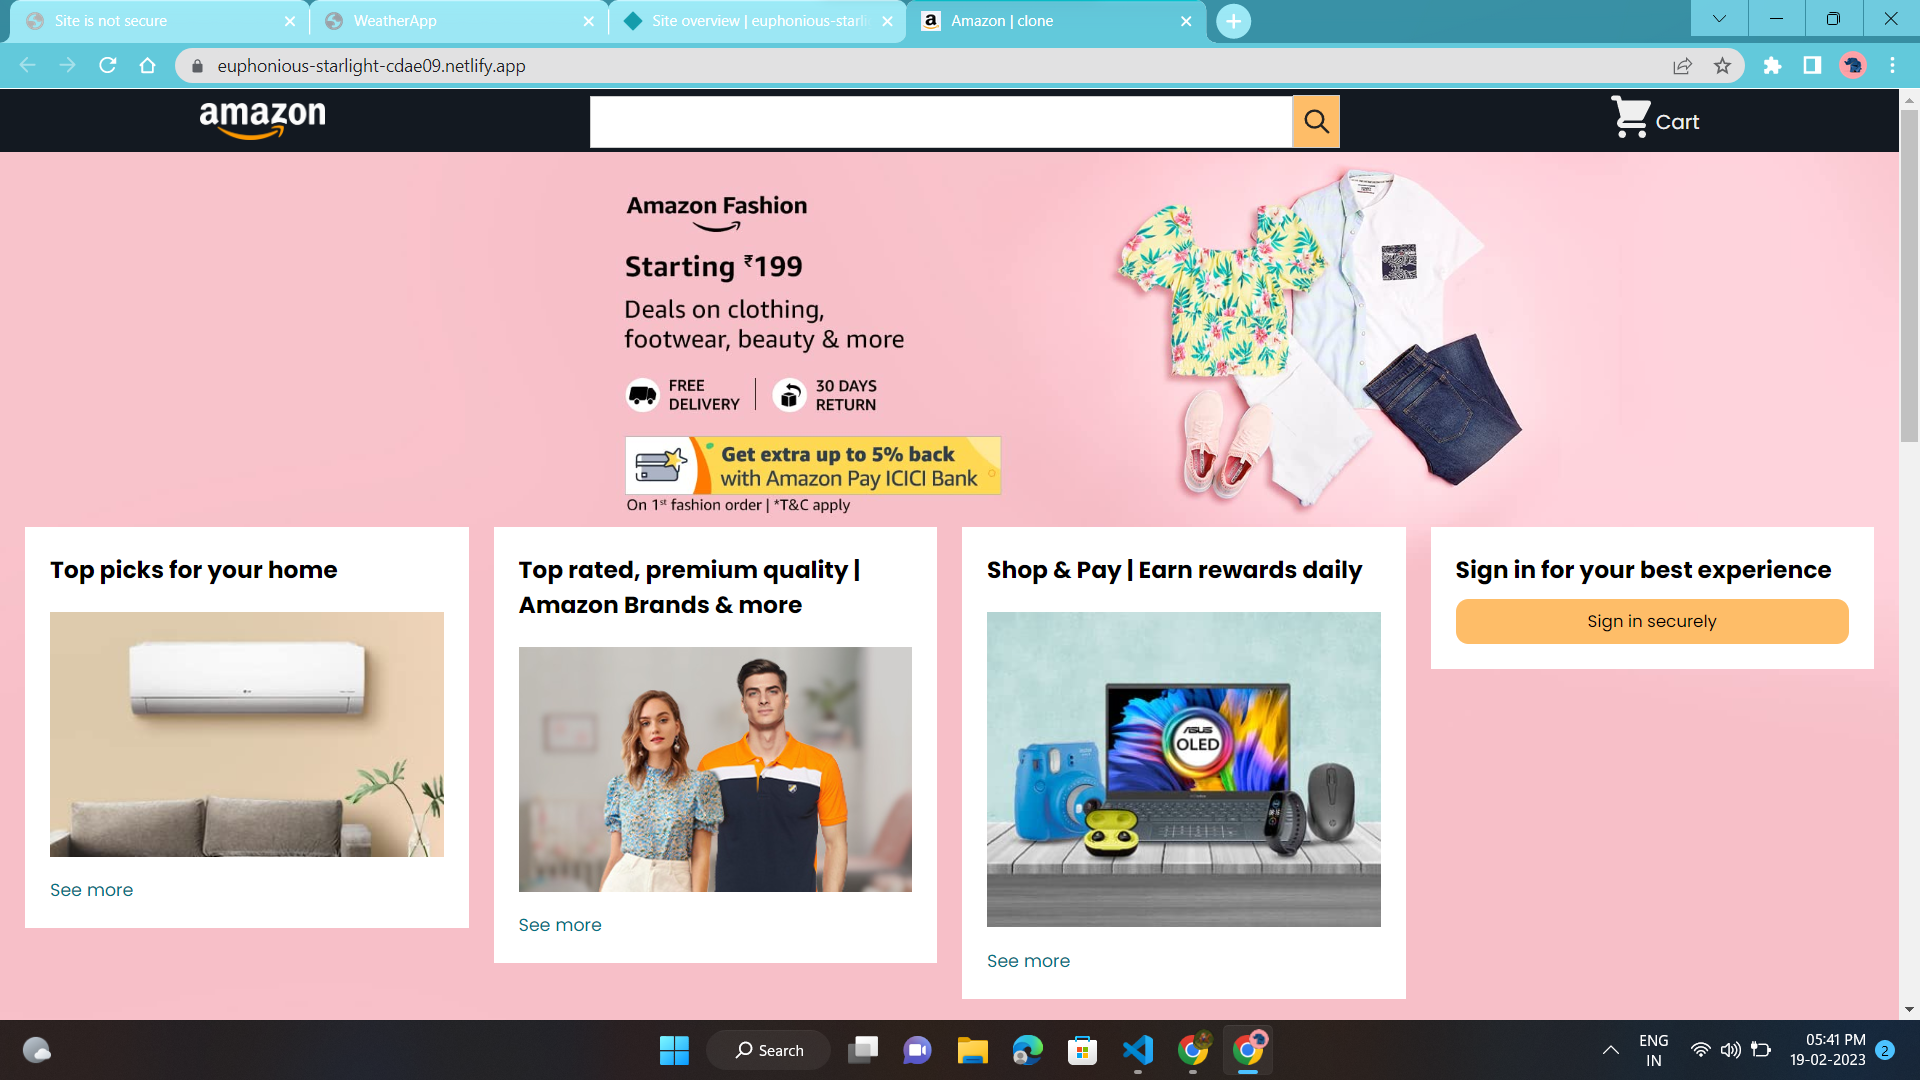 Site is not secure
WeatherApp
Site overview | euphonious-starli
Amazon | clone
euphonious-starlight-cdae09.netlify.app
amazon
Cart
Amazon Fashion
Starting ₹199
Deals on clothing,
footwear, beauty & more
FREE
DELIVERY
30 DAYS
RETURN
Get extra up to 5% back
with Amazon Pay ICICI Bank
On 1st fashion order | *T&C apply
Top picks for your home
LG
See more
Top rated, premium quality |
Amazon Brands & more
See more
Shop & Pay | Earn rewards daily
ASUS
OLED
See more
Sign in for your best experience
Sign in securely
Search
ENG
IN
05:41 PM
19-02-2023
2